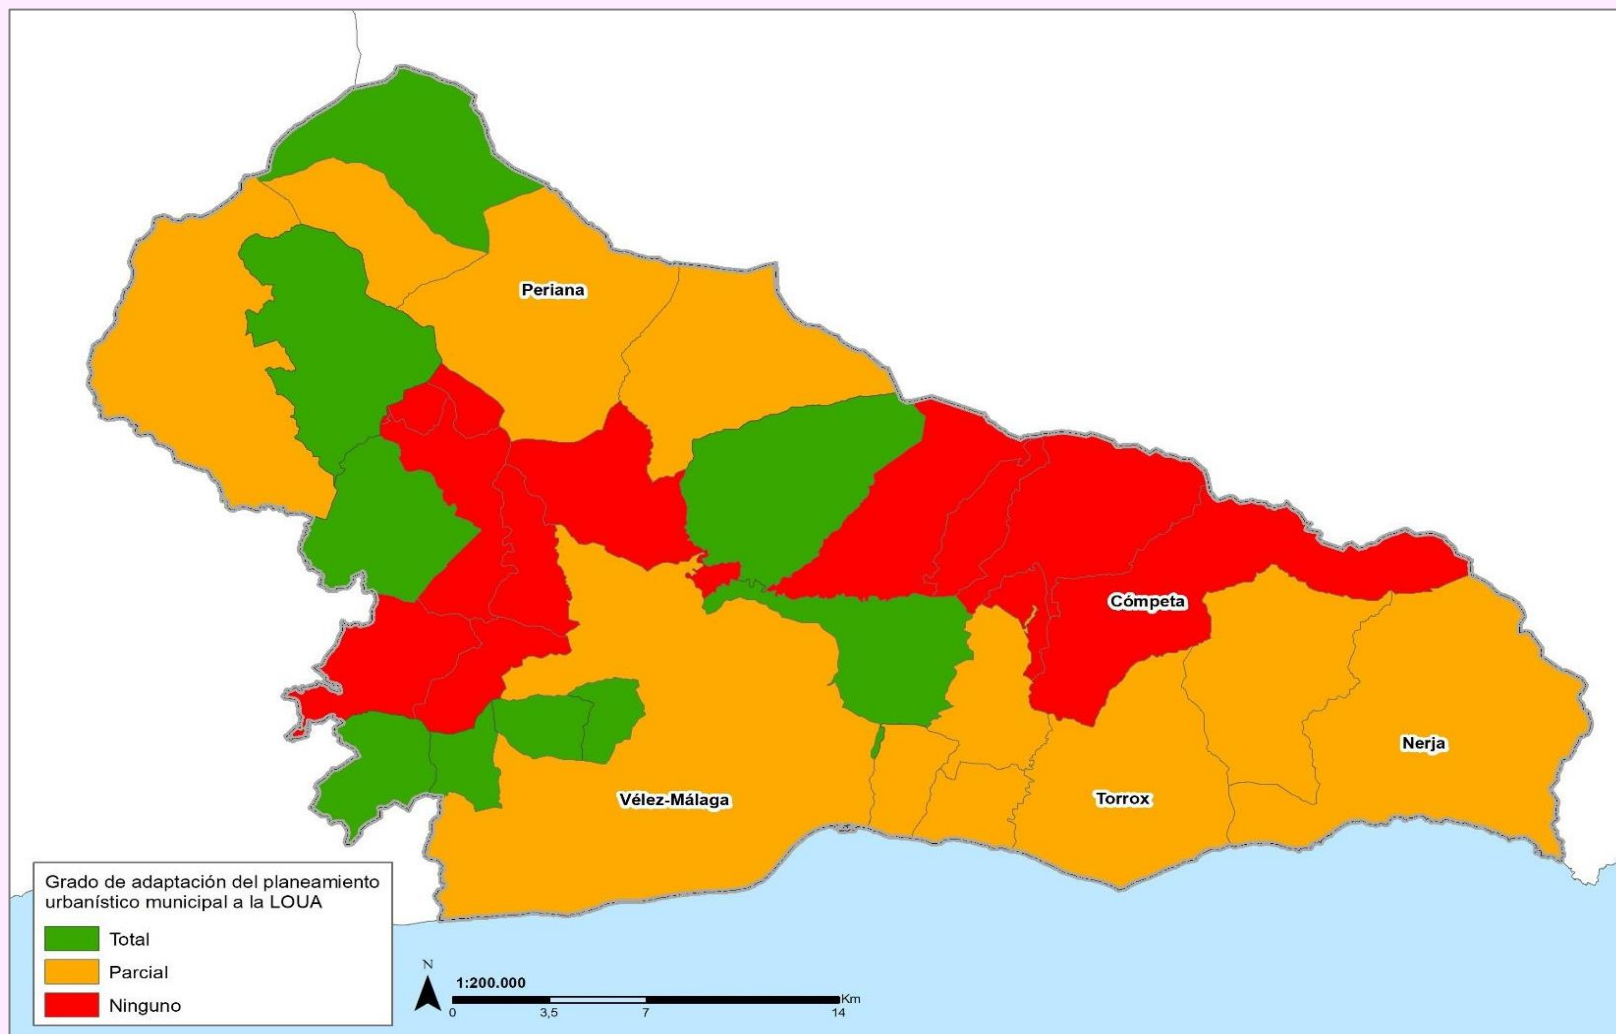 Periana
Cómpeta
Nerja
Vélez-Málaga
Torrox
Grado de adaptación del planeamiento
urbanístico municipal a la LOUA
Total
Parcial
Ninguno
N
1:200.000
Km
0 3,5 7 14